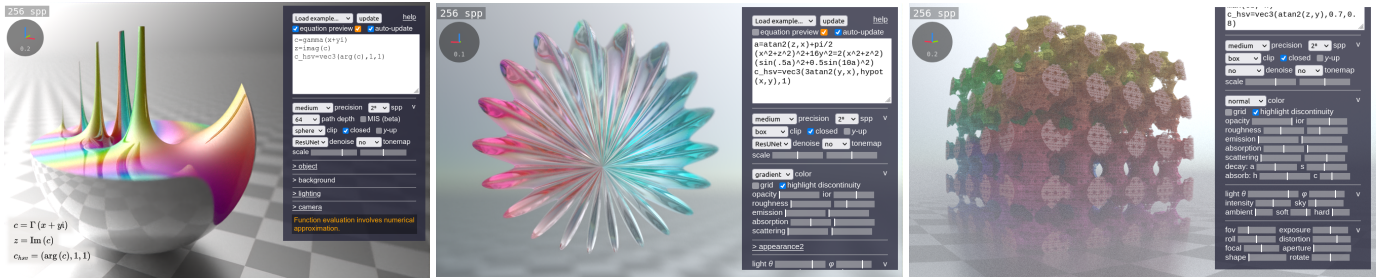 256 spp
0.2
Load example... update help
equation preview auto-update
c=gamma(x+yi)
z=imag(c)
c_hsv=vec3(arg(c),1,1)
medium precision 2⁸ spp v
64 path depth MIS (beta)
sphere clip closed y-up
ResUNet denoise no tonemap
scale
> object
> background
> lighting
> camera
Function evaluation involves numerical
approximation.
c = Γ (x + yi)
z = Im (c)
c_hsv = (arg (c) , 1, 1)
256 spp
0.1
Load example... update help
equation preview auto-update
a=atan2(z,x)+pi/2
(x^2+z^2)^2+16y^2=2(x^2+z^2)
(sin(.5a)^2+0.5sin(10a)^2)
c_hsv=vec3(3atan2(y,x),hypot
(x,y),1)
medium precision spp v
box clip closed y-up
ResUNet denoise no tonemap
scale
gradient color v
grid highlight discontinuity
opacity ior
roughness
emission
absorption
scattering
> appearance2
light θ φ v
256 spp
0.2
c_hsv=vec3(atan2(z,y),0.7,0.
8)
medium precision spp v
box clip closed y-up
no denoise no tonemap
scale
normal color v
grid highlight discontinuity
opacity ior
roughness
emission
absorption
scattering
decay: a s
absorb: h c
light θ φ v
intensity sky
ambient soft hard
fov exposure v
roll distortion
focal aperture
shape rotate